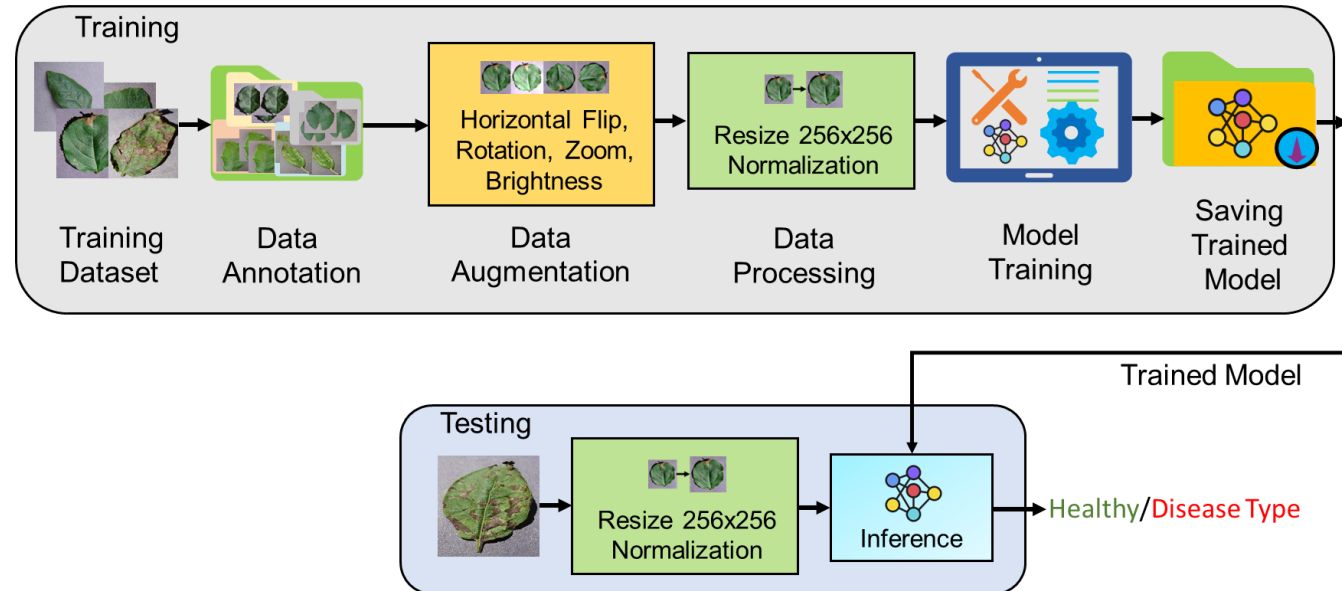 Training
Horizontal Flip,
Rotation, Zoom,
Brightness
Resize 256x256
Normalization
Training
Dataset
Data
Annotation
Data
Augmentation
Data
Processing
Model
Training
Saving
Trained
Model
Trained Model
Testing
Resize 256x256
Normalization
Inference
Healthy/Disease Type